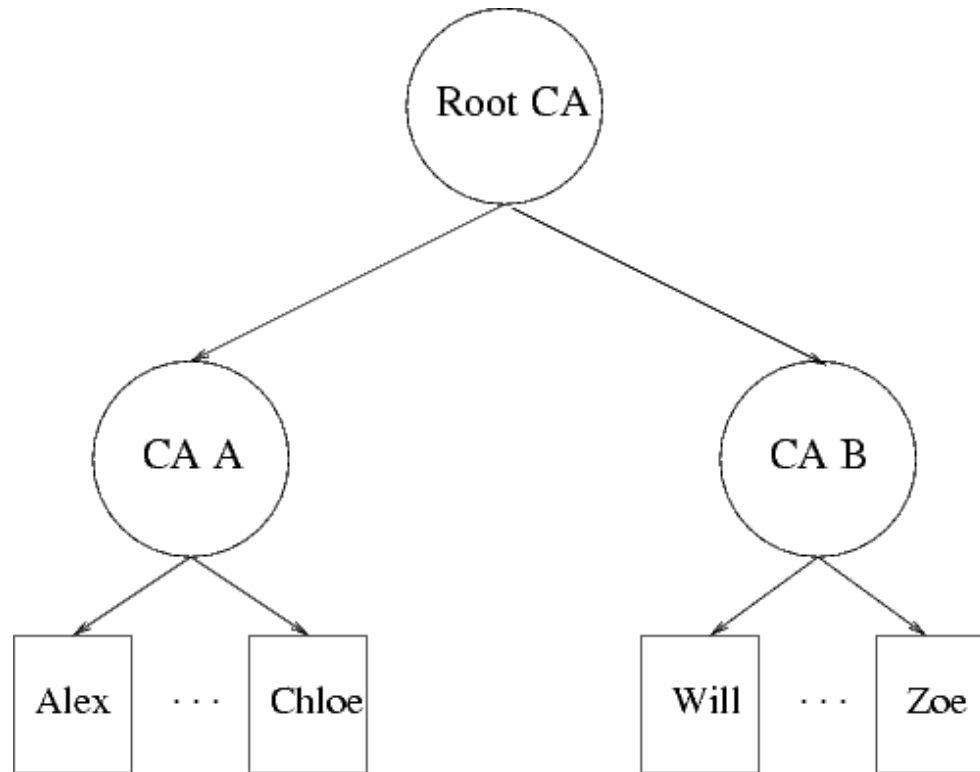 Root CA
CA A
CA B
Alex
. . .
Chloe
Will
. . .
Zoe